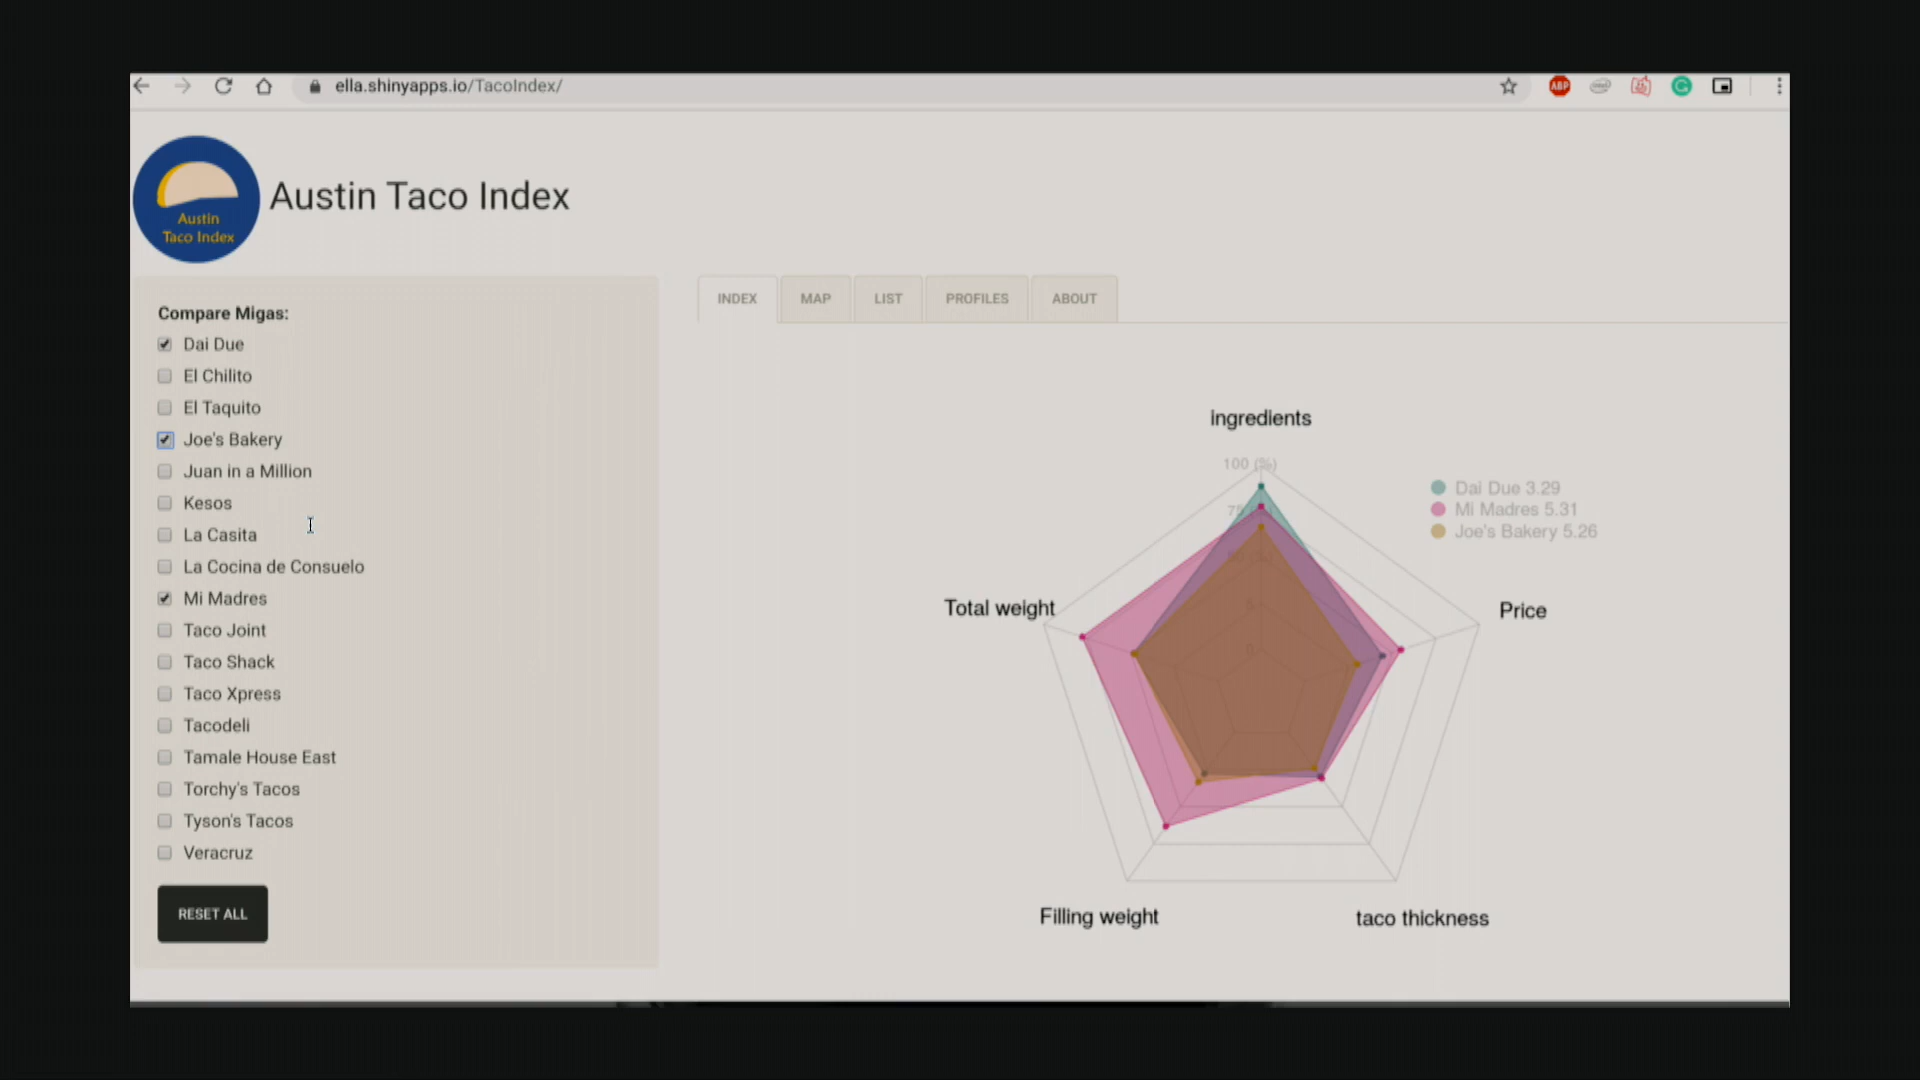 ella.shinyapps.io/TacoIndex/
ABP
Austin
Taco Index
Austin Taco Index
INDEX
MAP
LIST
PROFILES
ABOUT
Compare Migas:
Dai Due
El Chilito
El Taquito
Joe's Bakery
Juan in a Million
Kesos
La Casita
La Cocina de Consuelo
Mi Madres
Taco Joint
Taco Shack
Taco Xpress
Tacodeli
Tamale House East
Torchy's Tacos
Tyson's Tacos
Veracruz
RESET ALL
ingredients
100 (%)
Dai Due 3.29
Mi Madres 5.31
Joe's Bakery 5.26
Total weight
Price
Filling weight
taco thickness